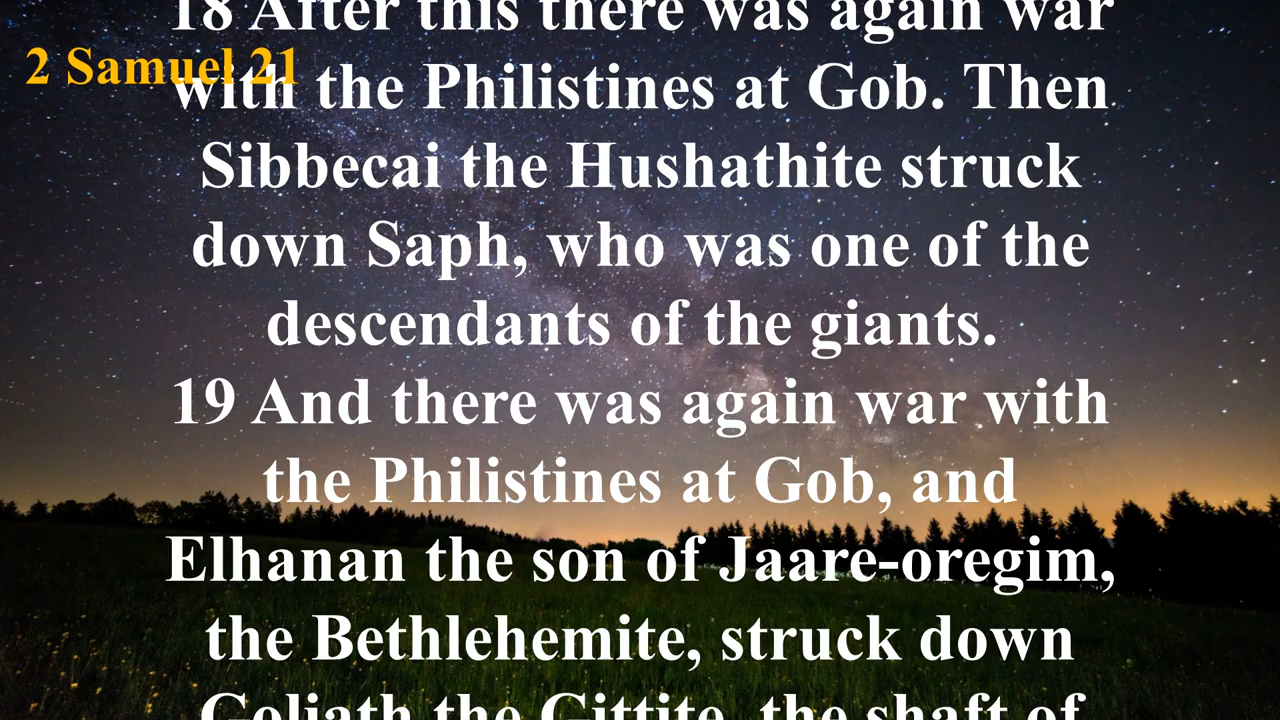 18 After this there was again war
2 Samuel 21
with the Philistines at Gob. Then
Sibbecai the Hushathite struck
down Saph, who was one of the
descendants of the giants.
19 And there was again war with
the Philistines at Gob, and
Elhanan the son of Jaare-oregim,
the Bethlehemite, struck down
Goliath the Gittite, the shaft of